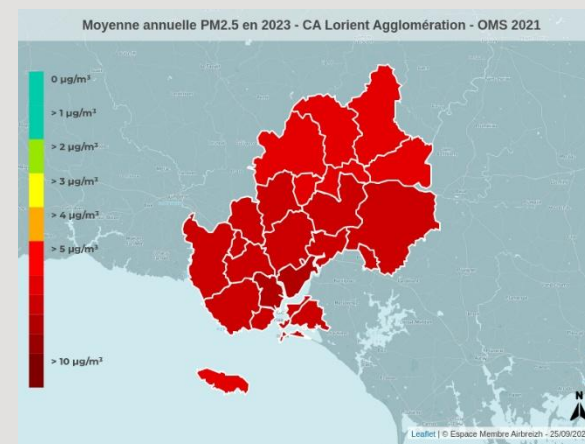 Moyenne annuelle PM2.5 en 2023 - CA Lorient Agglomération - OMS 2021
0 µg/m³
> 1 µg/m³
> 2 µg/m³
> 3 µg/m³
> 4 µg/m³
> 5 µg/m³
> 10 µg/m³
N
Leaflet | © Espace Membre Airbreizh - 25/09/202